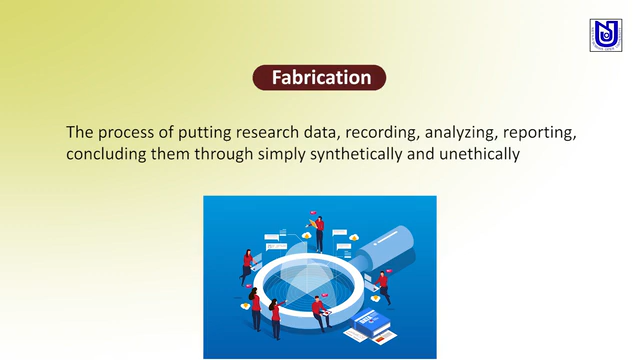 Fabrication
The process of putting research data, recording, analyzing, reporting,
concluding them through simply synthetically and unethically